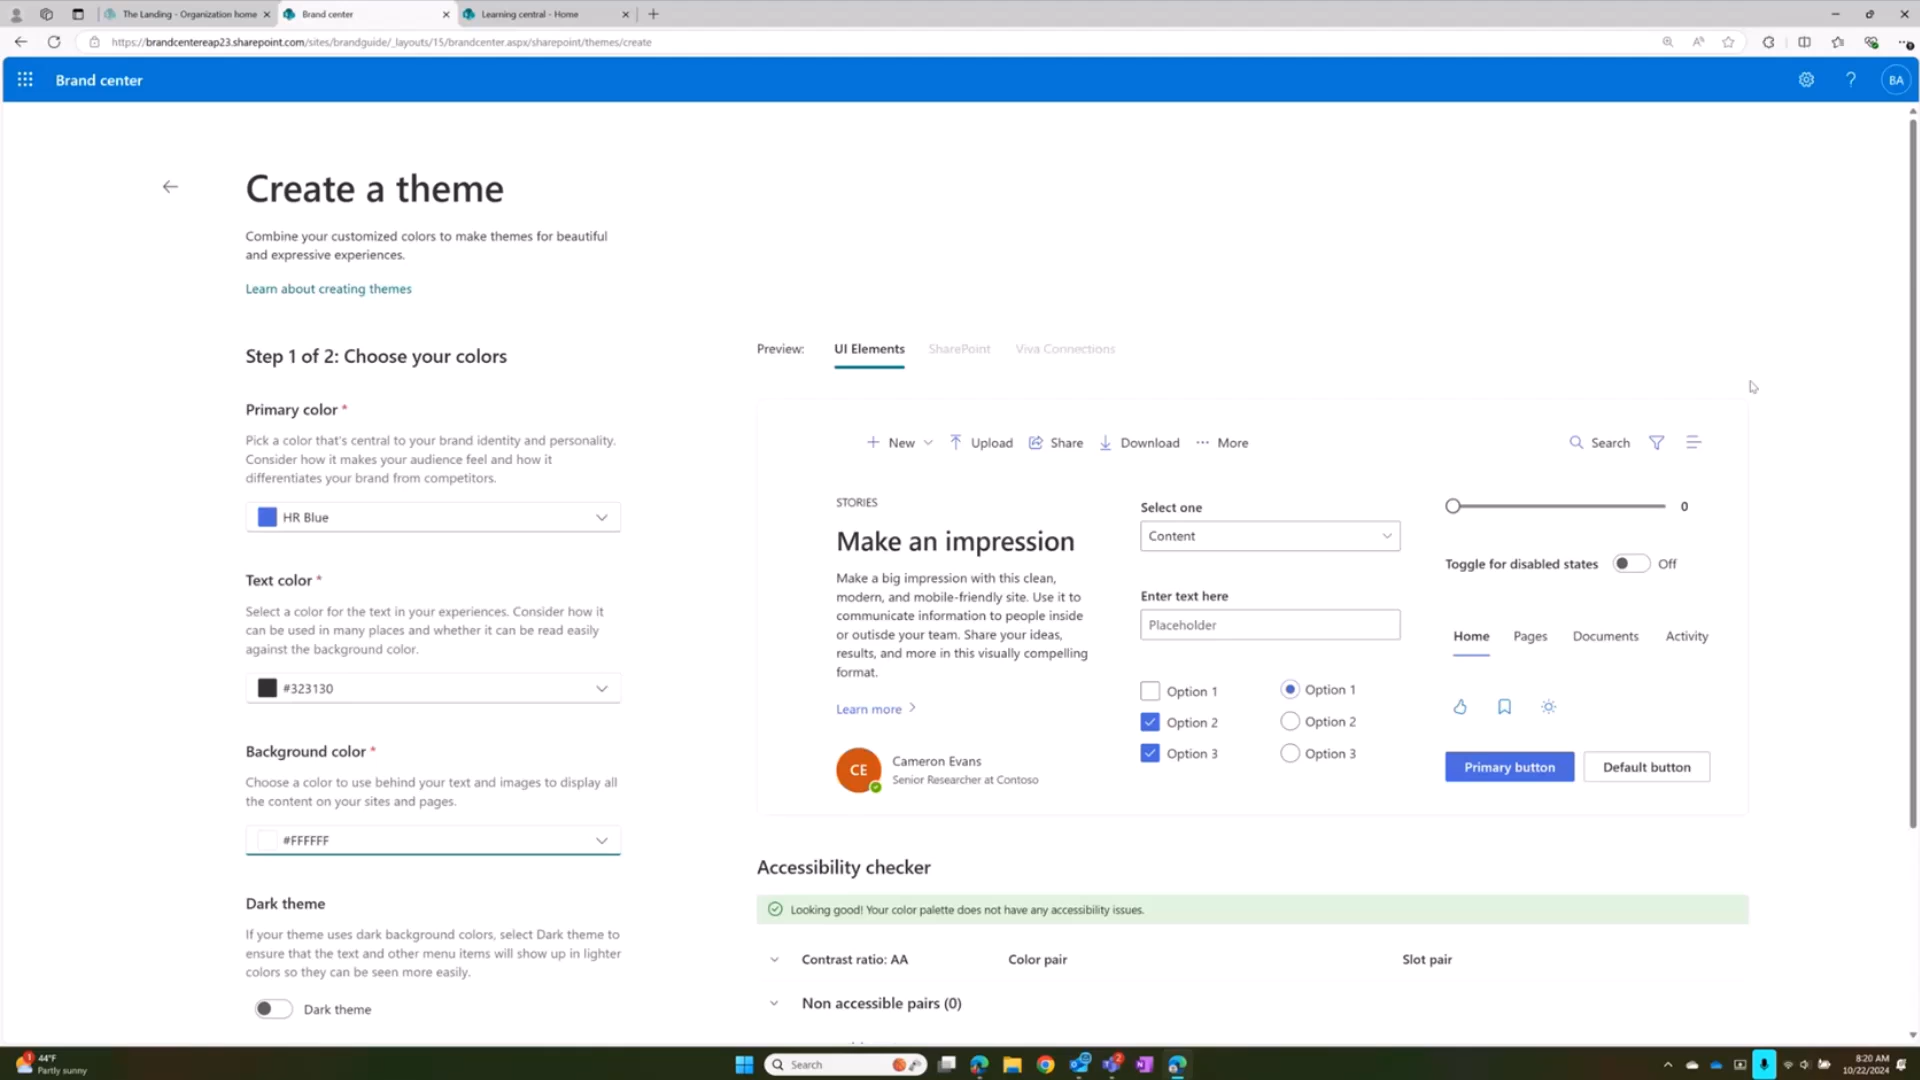 The Landing - Organization home
Brand center
Learning central - Home
https://brandcentereap23.sharepoint.com/sites/brandguide/_layouts/15/brandcenter.aspx/sharepoint/themes/create
Brand center
BA
Create a theme
Combine your customized colors to make themes for beautiful
and expressive experiences.
Learn about creating themes
Step 1 of 2: Choose your colors
Primary color *
Pick a color that's central to your brand identity and personality.
Consider how it makes your audience feel and how it
differentiates your brand from competitors.
HR Blue
Text color *
Select a color for the text in your experiences. Consider how it
can be used in many places and whether it can be read easily
against the background color.
#323130
Background color *
Choose a color to use behind your text and images to display all
the content on your sites and pages.
#FFFFFF
Dark theme
If your theme uses dark background colors, select Dark theme to
ensure that the text and other menu items will show up in lighter
colors so they can be seen more easily.
Dark theme
Preview: UI Elements SharePoint Viva Connections
New Upload Share Download More Search
STORIES
Make an impression
Make a big impression with this clean,
modern, and mobile-friendly site. Use it to
communicate information to people inside
or outisde your team. Share your ideas,
results, and more in this visually compelling
format.
Learn more
CE
Cameron Evans
Senior Researcher at Contoso
Select one
Content
Enter text here
Placeholder
Option 1 Option 1
Option 2 Option 2
Option 3 Option 3
0
Toggle for disabled states Off
Home Pages Documents Activity
Primary button Default button
Accessibility checker
Looking good! Your color palette does not have any accessibility issues.
Contrast ratio: AA Color pair Slot pair
Non accessible pairs (0)
1
44°F
Partly sunny
Search
2
8:20 AM
10/22/2024